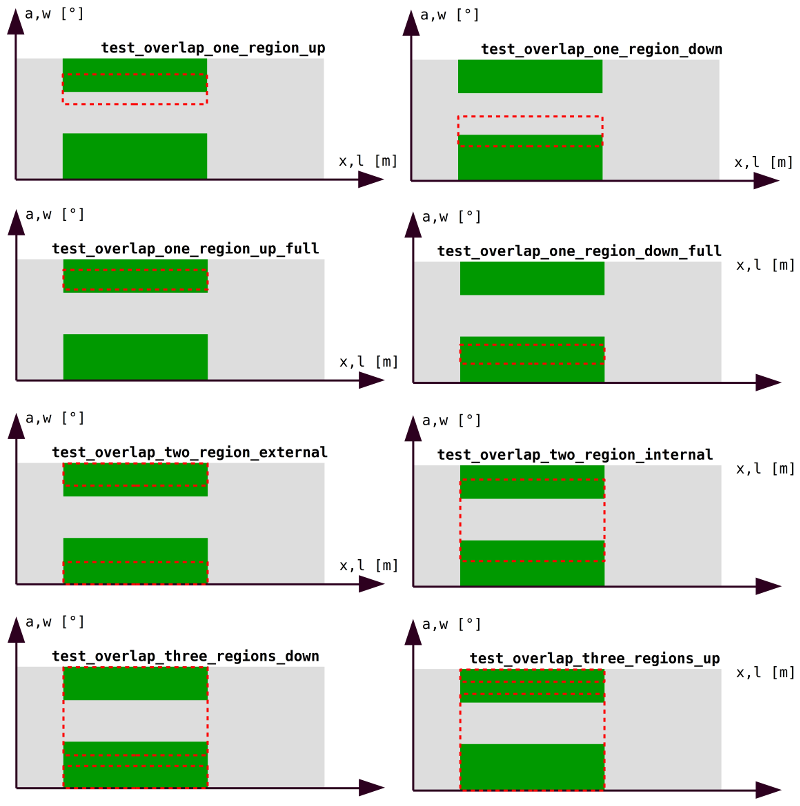 a,w [°]
test_overlap_one_region_up
x,l [m]
a,w [°]
test_overlap_one_region_down
x,l [m]
a,w [°]
test_overlap_one_region_up_full
x,l [m]
a,w [°]
test_overlap_one_region_down_full
x,l [m]
a,w [°]
test_overlap_two_region_external
x,l [m]
a,w [°]
test_overlap_two_region_internal
x,l [m]
a,w [°]
test_overlap_three_regions_down
a,w [°]
test_overlap_three_regions_up
x,l [m]